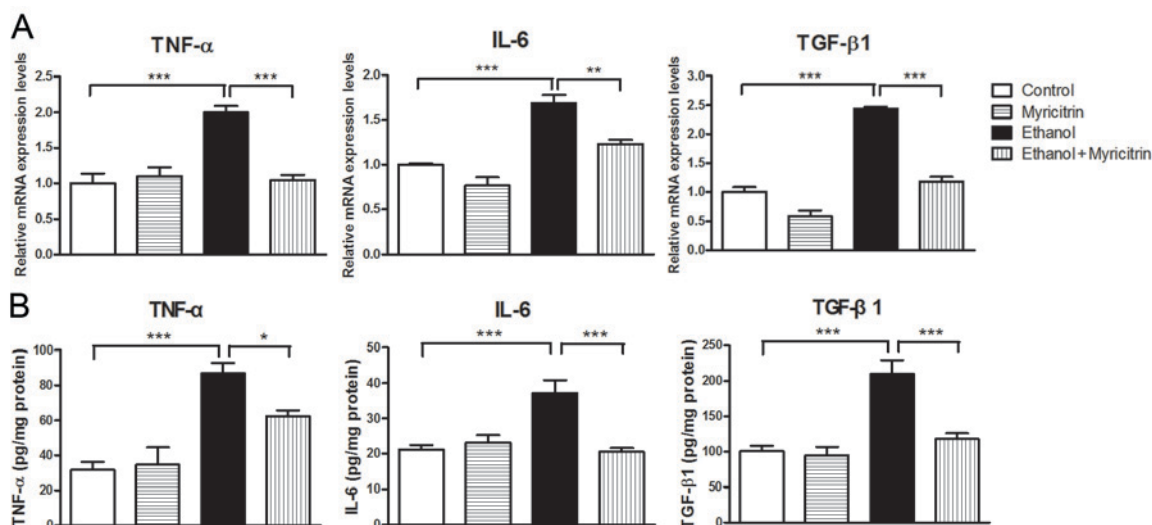 A
TNF-α
IL-6
TGF-β1
Relative mRNA expression levels
2.5
2.0
1.5
1.0
0.5
0.0
***
***
Relative mRNA expression levels
2.0
1.5
1.0
0.5
0.0
***
**
Relative mRNA expression levels
3.0
2.5
2.0
1.5
1.0
0.5
0.0
***
***
Control
Myricitrin
Ethanol
Ethanol+Myricitrin
B
TNF-α
IL-6
TGF-β 1
TNF-α (pg/mg protein)
100
80
60
40
20
0
***
*
IL-6 (pg/mg protein)
50
40
30
20
10
0
***
***
TGF-β1 (pg/mg protein)
250
200
150
100
50
0
***
***